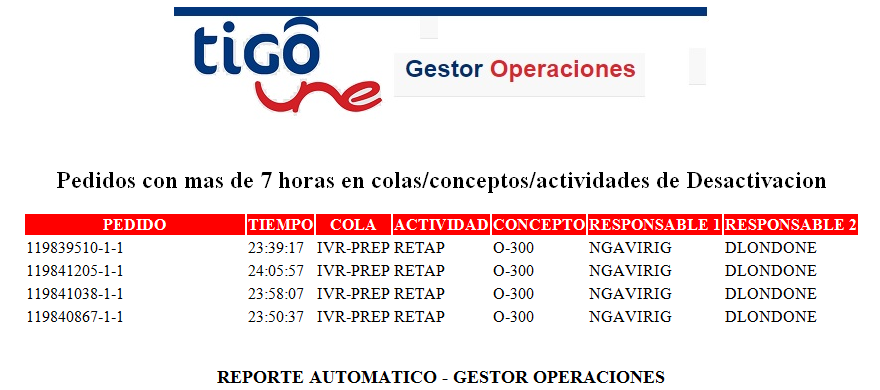 tigo
une
Gestor Operaciones
Pedidos con mas de 7 horas en colas/conceptos/actividades de Desactivacion
PEDIDO TIEMPO COLA ACTIVIDAD CONCEPTO RESPONSABLE 1 RESPONSABLE 2
119839510-1-1 23:39:17 IVR-PREP RETAP O-300 NGAVIRIG DLONDONE
119841205-1-1 24:05:57 IVR-PREP RETAP O-300 NGAVIRIG DLONDONE
119841038-1-1 23:58:07 IVR-PREP RETAP O-300 NGAVIRIG DLONDONE
119840867-1-1 23:50:37 IVR-PREP RETAP O-300 NGAVIRIG DLONDONE
REPORTE AUTOMATICO - GESTOR OPERACIONES